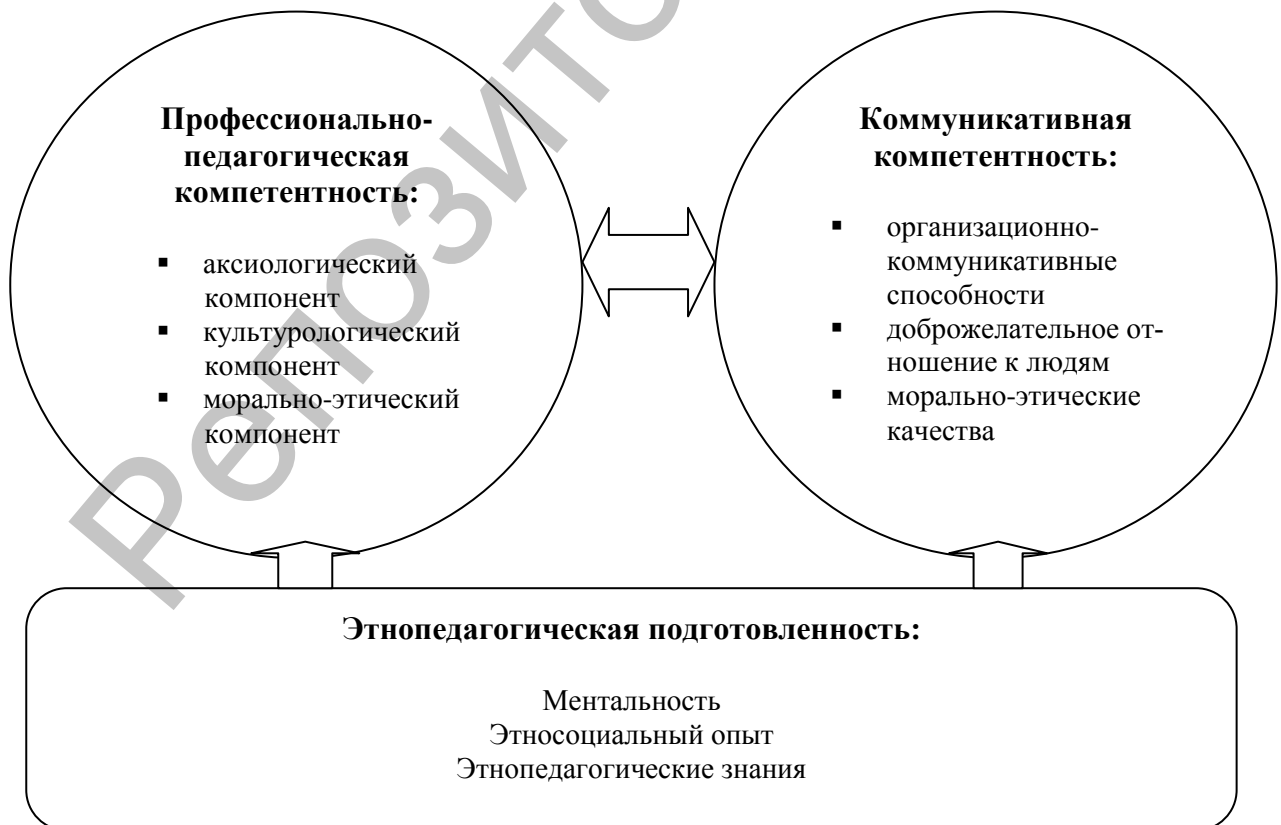 Профессионально-
педагогическая
компетентность:
▪ аксиологический
компонент
▪ культурологический
компонент
▪ морально-этический
компонент
Коммуникативная
компетентность:
▪ организационно-
коммуникативные
способности
▪ доброжелательное от-
ношение к людям
▪ морально-этические
качества
Этнопедагогическая подготовленность:
Ментальность
Этносоциальный опыт
Этнопедагогические знания